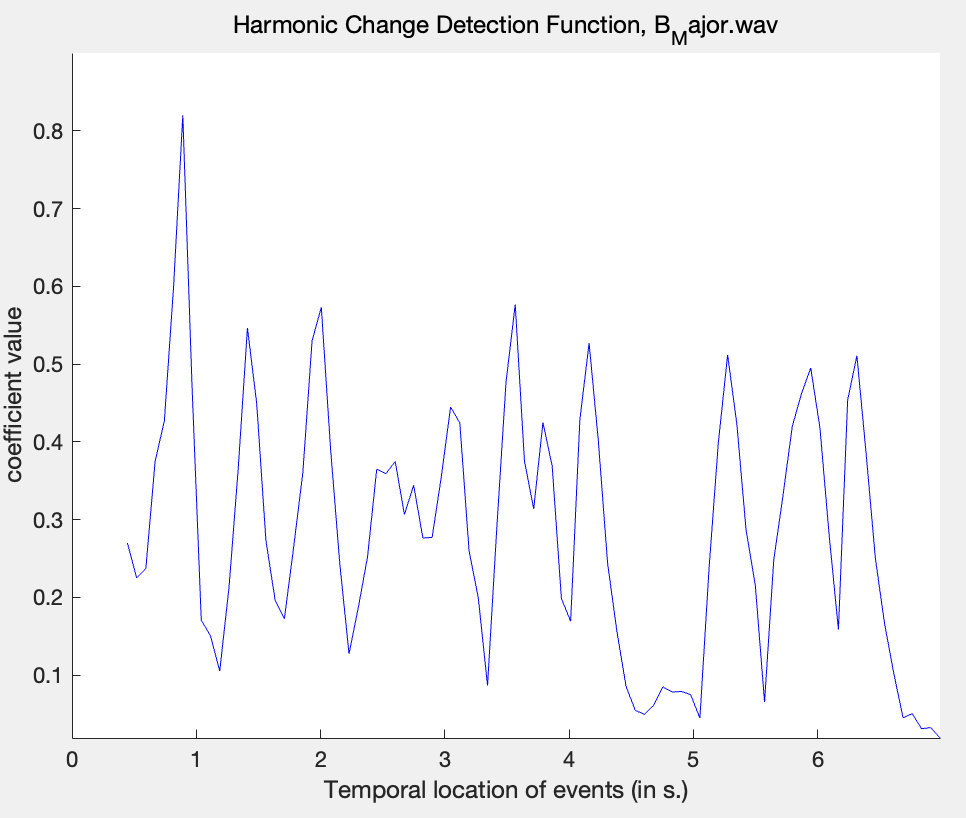 Harmonic Change Detection Function, B_Major.wav
coefficient value
0.8
0.7
0.6
0.5
0.4
0.3
0.2
0.1
0 1 2 3 4 5 6
Temporal location of events (in s.)